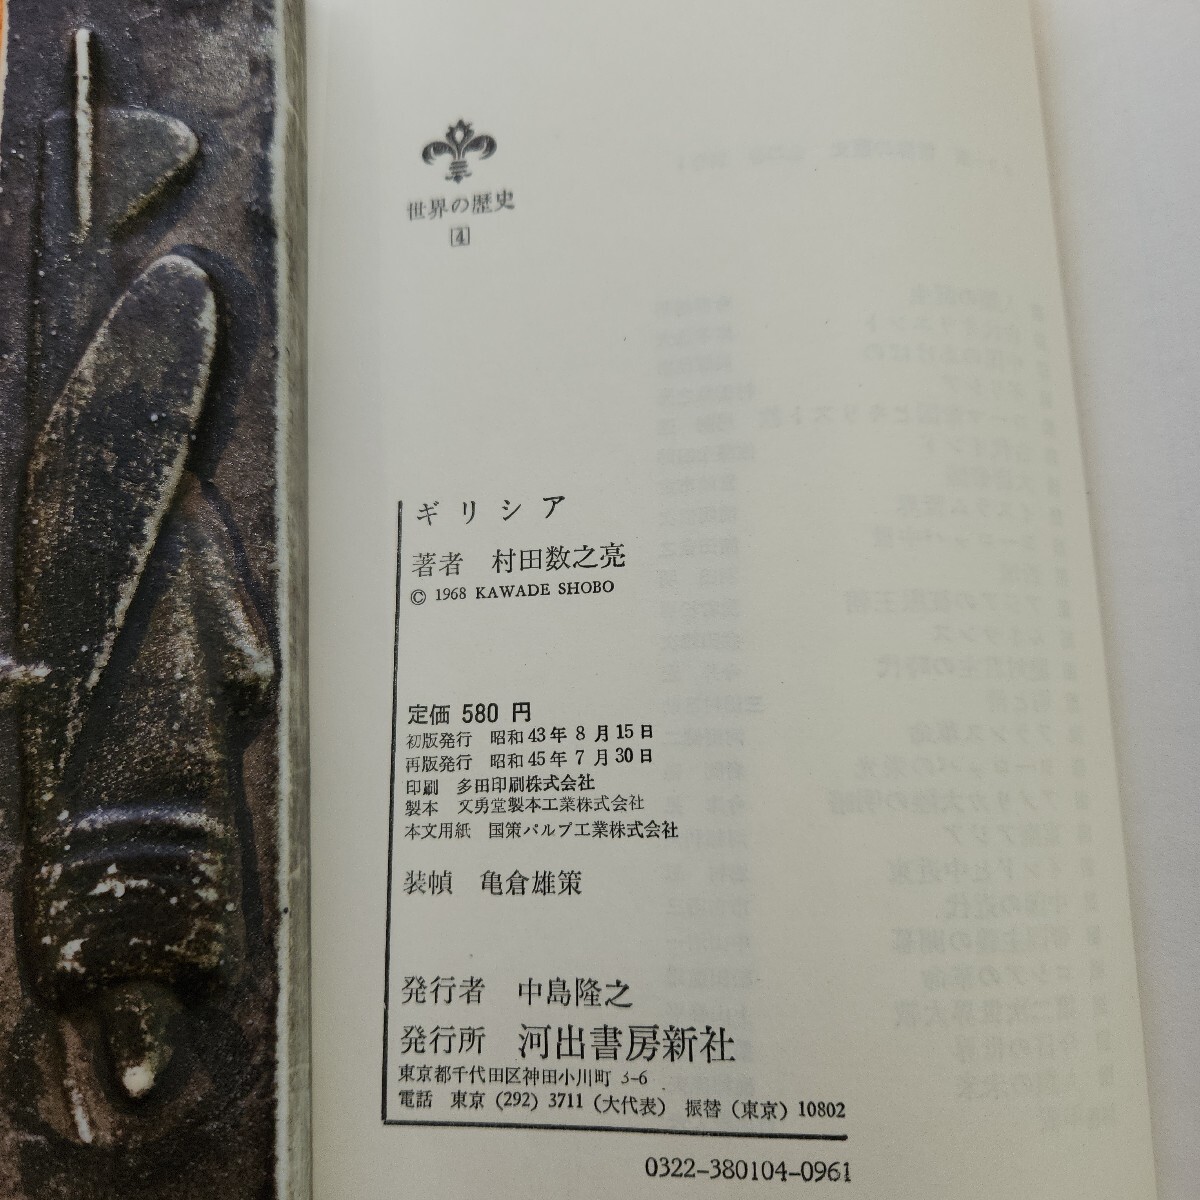 世界の歴史
4
ギリシア
著者 村田数之亮
© 1968 KAWADE SHOBO
定価 580 円
初版発行 昭和43年8月15日
再版発行 昭和45年7月30日
印刷 多田印刷株式会社
製本 文勇堂製本工業株式会社
本文用紙 国策パルプ工業株式会社
装幀 亀倉雄策
発行者 中島隆之
発行所 河出書房新社
東京都千代田区神田小川町 3-6
電話 東京 (292) 3711 (大代表) 振替 (東京) 10802
0322-380104-0961